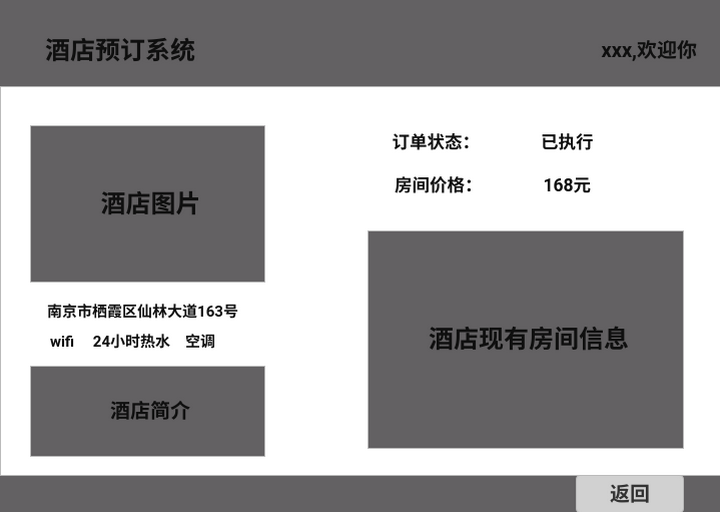 酒店预订系统
xxx,欢迎你
酒店图片
南京市栖霞区仙林大道163号
wifi 24小时热水 空调
酒店简介
订单状态： 已执行
房间价格： 168元
酒店现有房间信息
返回